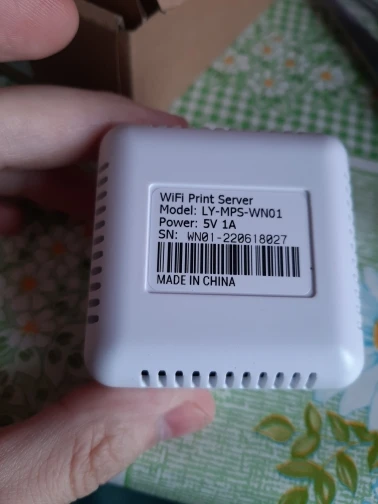 WiFi Print Server
Model: LY-MPS-WN01
Power: 5V 1A
SN: WN01-220618027
MADE IN CHINA